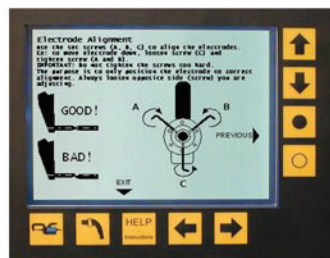 Electrode Alignment
Use the set screws (A, B, C) to align the electrodes.
Ex: to move electrode down, loosen screw (C) and
tighten screw (A and B).
IMPORTANT! Do not tighten the screws too hard.
The purpose is to only position the electrode to correct
alignment. Always loosen opposite side (screw) you are
adjusting.
GOOD!
A
B
PREVIOUS
BAD!
EXIT
C
HELP
Instructions